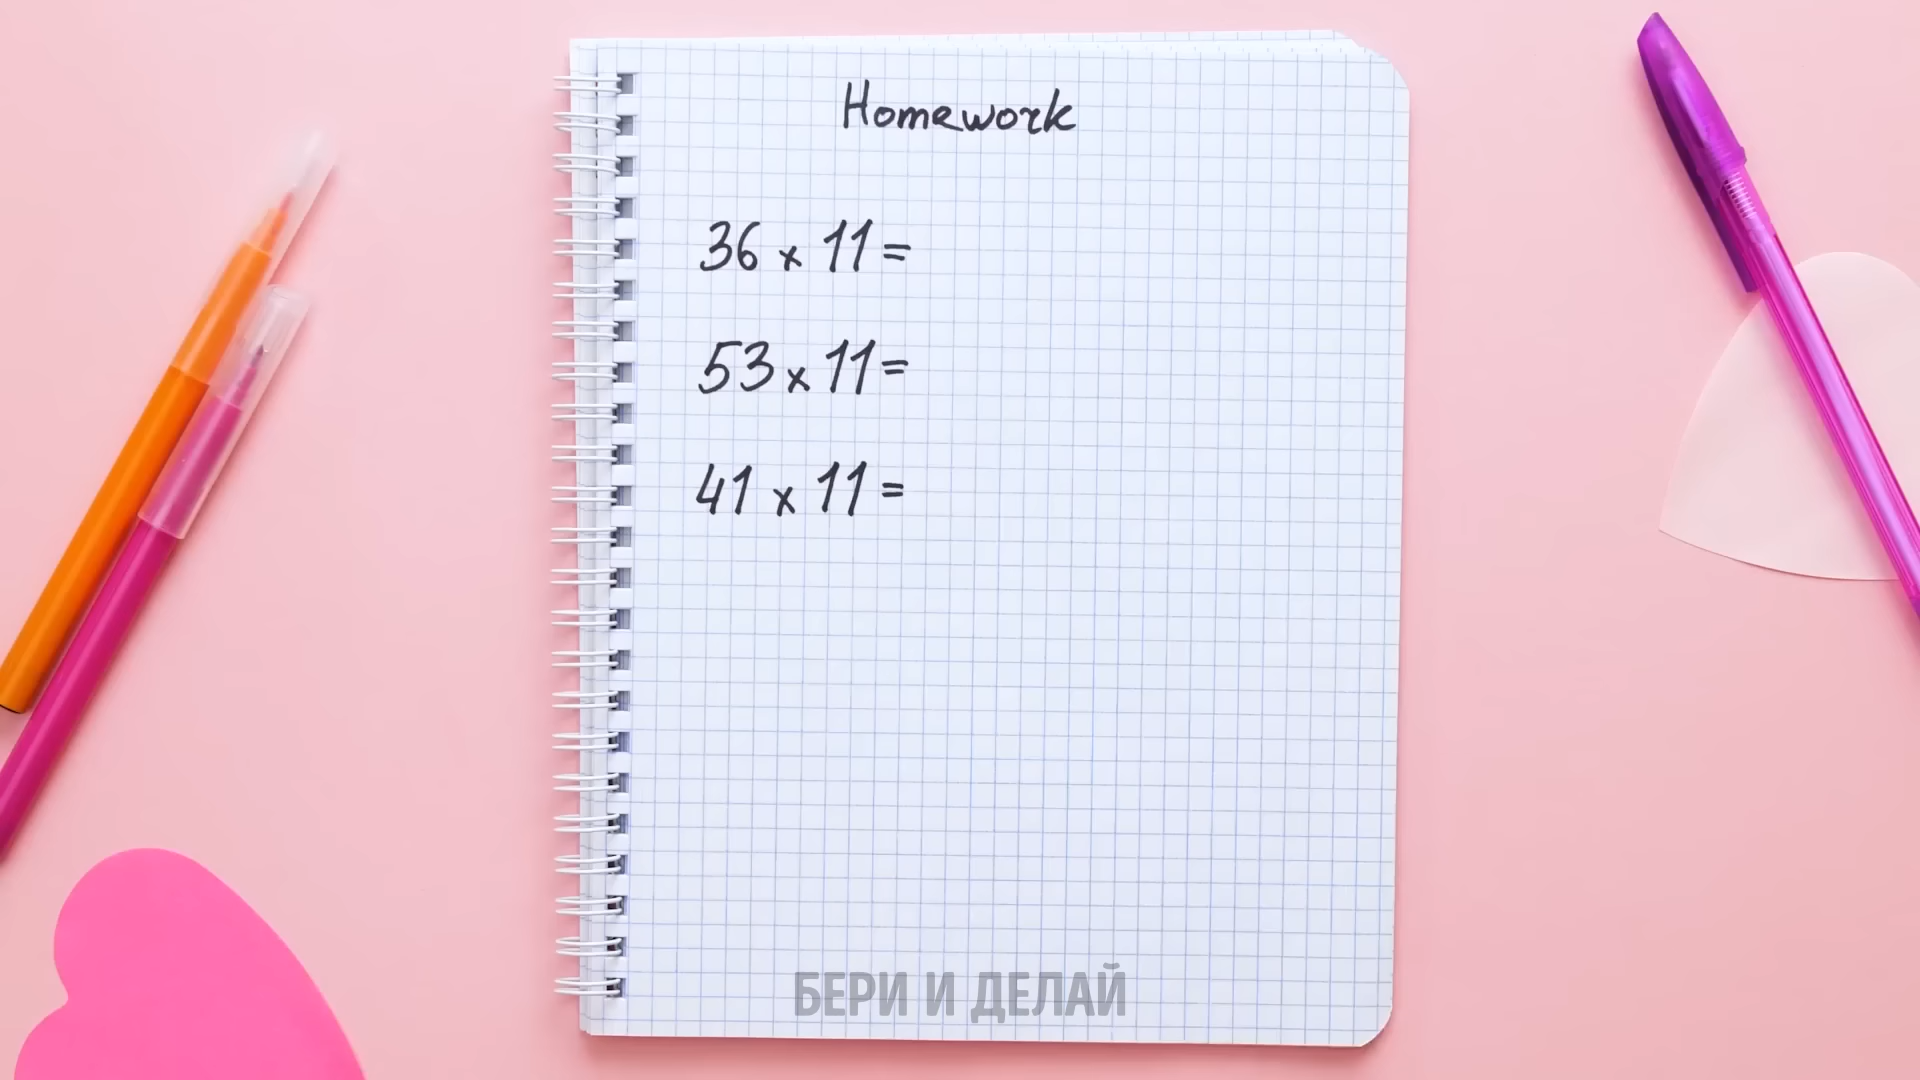 Homework
36 x 11 =
53 x 11 =
41 x 11 =
БЕРИ И ДЕЛАЙ